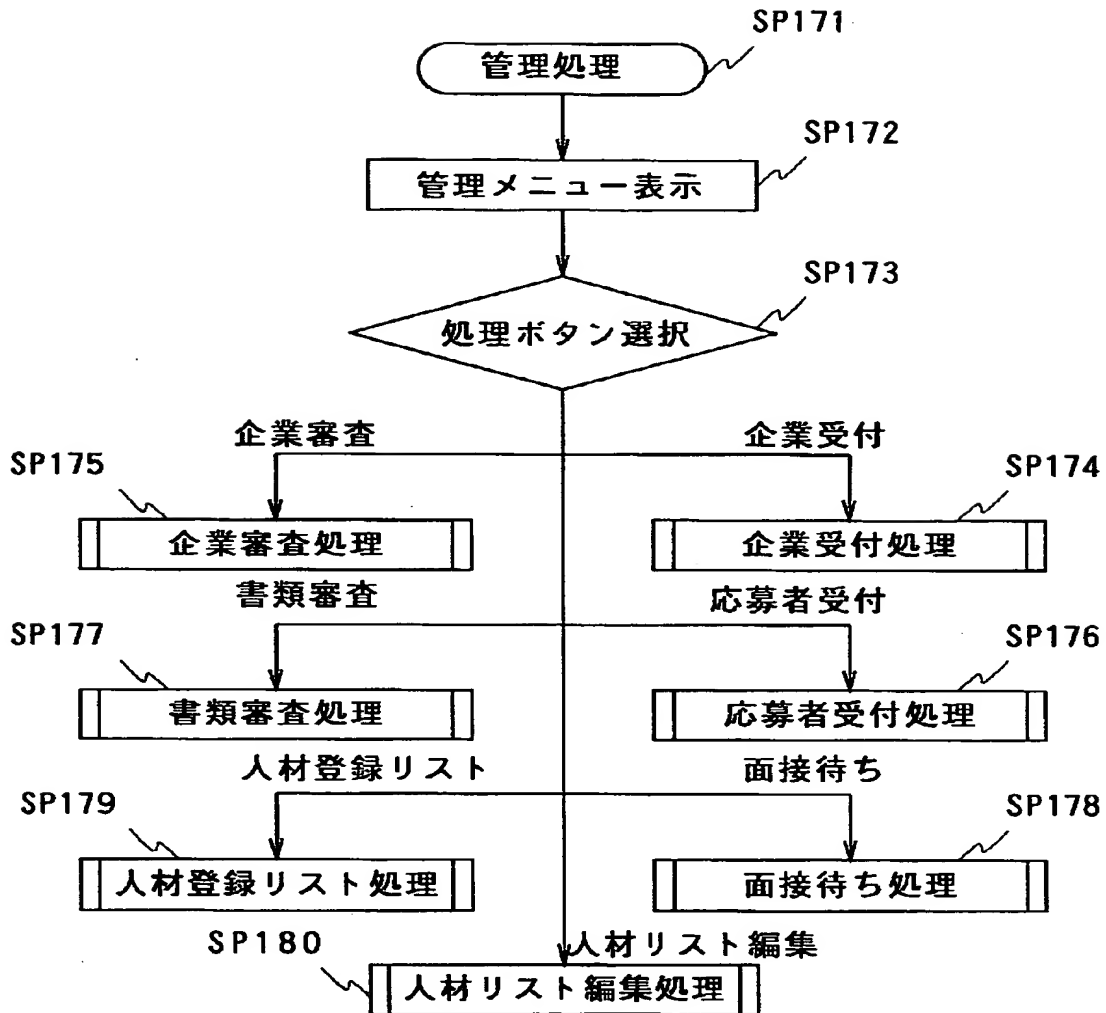 SP171
管理処理
SP172
管理メニュー表示
SP173
処理ボタン選択
企業審査
企業受付
SP175
SP174
企業審査処理
企業受付処理
書類審査
応募者受付
SP177
SP176
書類審査処理
応募者受付処理
人材登録リスト
面接待ち
SP179
SP178
人材登録リスト処理
面接待ち処理
SP180
人材リスト編集
人材リスト編集処理